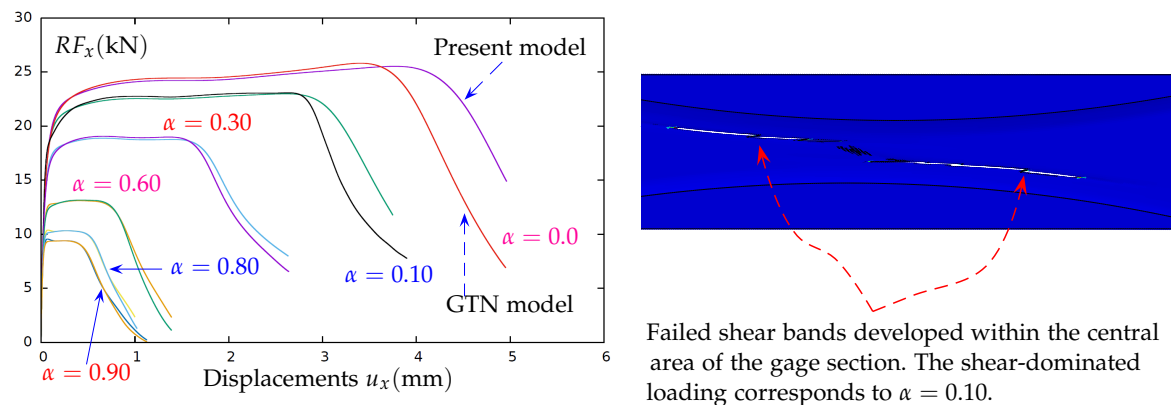 30
25
20
15
10
5
0
RFx(kN)
Present model
α = 0.30
α = 0.60
α = 0.80
α = 0.10
α = 0.0
GTN model
0 1 2 3 4 5 6
α = 0.90
Displacements ux(mm)
Failed shear bands developed within the central
area of the gage section. The shear-dominated
loading corresponds to α = 0.10.